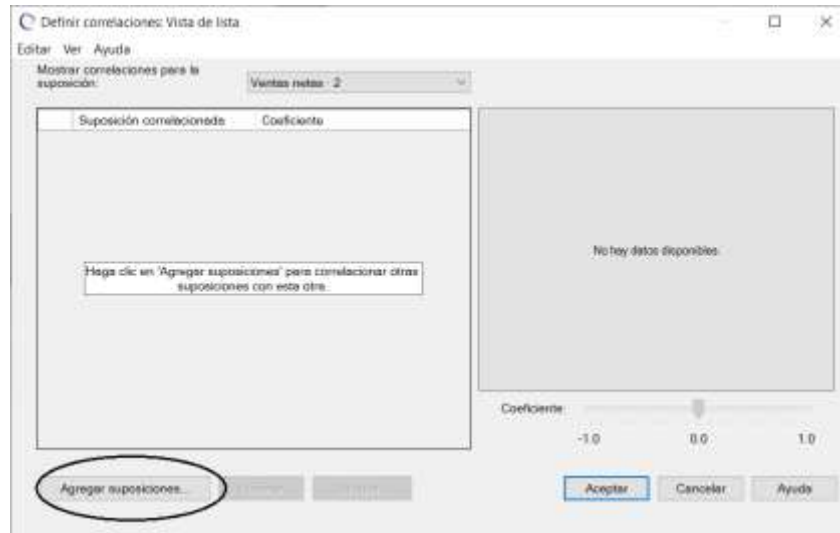 Definir correlaciones: Vista de lista
Editar Ver Ayuda
Mostrar correlaciones para la
suposición:
Ventas netas 2
Suposición correlacionada Coeficiente
Haga clic en 'Agregar suposiciones' para correlacionar otras
suposiciones con esta otra.
No hay datos disponibles.
Coeficiente
-1.0 0.0 1.0
Agregar suposiciones... Aceptar Cancelar Ayuda